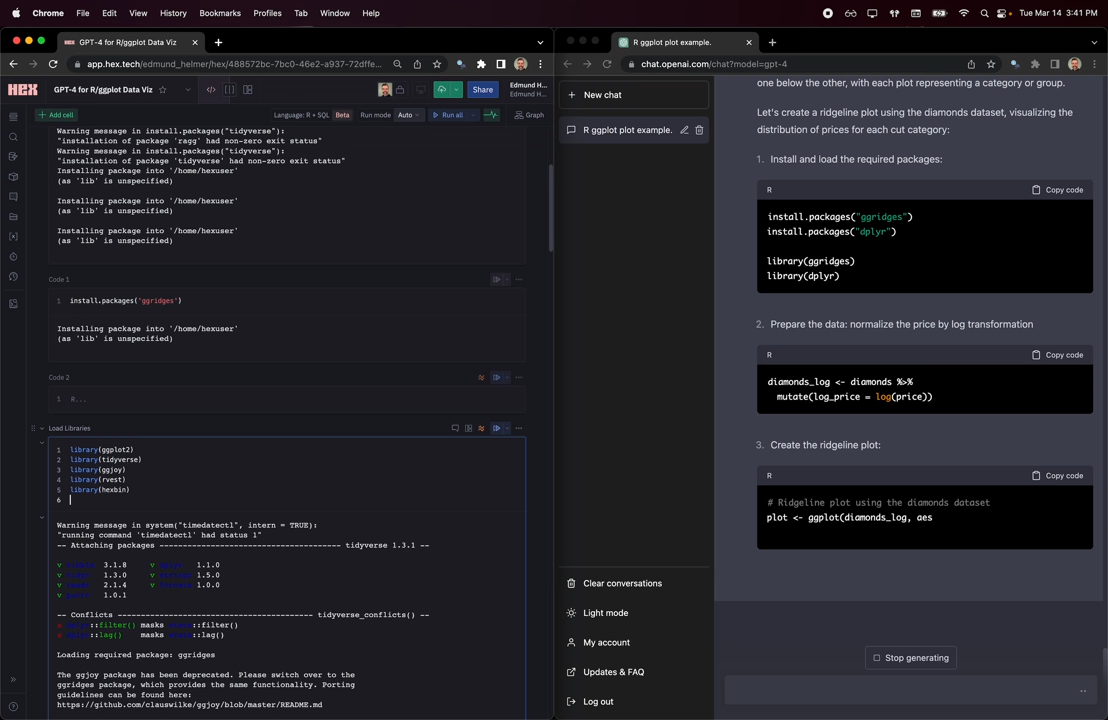 Chrome File Edit View History Bookmarks Profiles Tab Window Help Tue Mar 14 3:41 PM
GPT-4 for R/ggplot Data Viz
app.hex.tech/edmund_helmer/hex/488572bc-7bc0-46e2-a937-72dffe...
HEX GPT-4 for R/ggplot Data Viz Share Edmund H...
Edmund H...
Add cell Language: R + SQL Beta Run mode Auto Run all Graph
Warning message in install.packages("tidyverse"):
"installation of package 'ragg' had non-zero exit status"
Warning message in install.packages("tidyverse"):
"installation of package 'tidyverse' had non-zero exit status"
Installing package into '/home/hexuser'
(as 'lib' is unspecified)
Installing package into '/home/hexuser'
(as 'lib' is unspecified)
Installing package into '/home/hexuser'
(as 'lib' is unspecified)
Code 1
1 install.packages('ggridges')
Installing package into '/home/hexuser'
(as 'lib' is unspecified)
Code 2
1 #...
Load Libraries
1 library(ggplot2)
2 library(tidyverse)
3 library(ggjoy)
4 library(rvest)
5 library(hexbin)
6
Warning message in system("timedatectl", intern = TRUE):
"running command 'timedatectl' had status 1"
-- Attaching packages --------------------------------------- tidyverse 1.3.1 --
v 3.1.8 v 1.1.0
v 1.3.0 v 1.5.0
v 2.1.4 v 1.0.0
v 1.0.1
-- Conflicts ------------------------------------------ tidyverse_conflicts() --
::filter() masks ::filter()
::lag() masks ::lag()
Loading required package: ggridges
The ggjoy package has been deprecated. Please switch over to the
ggridges package, which provides the same functionality. Porting
guidelines can be found here:
https://github.com/clauswilke/ggjoy/blob/master/README.md
R ggplot plot example.
chat.openai.com/chat?model=gpt-4
New chat
R ggplot plot example.
Clear conversations
Light mode
My account
Updates & FAQ
Log out
one below the other, with each plot representing a category or group.
Let's create a ridgeline plot using the diamonds dataset, visualizing the
distribution of prices for each cut category:
1. Install and load the required packages:
R Copy code
install.packages("ggridges")
install.packages("dplyr")
library(ggridges)
library(dplyr)
2. Prepare the data: normalize the price by log transformation
R Copy code
diamonds_log <- diamonds %>%
mutate(log_price = log(price))
3. Create the ridgeline plot:
R Copy code
# Ridgeline plot using the diamonds dataset
plot <- ggplot(diamonds_log, aes
Stop generating